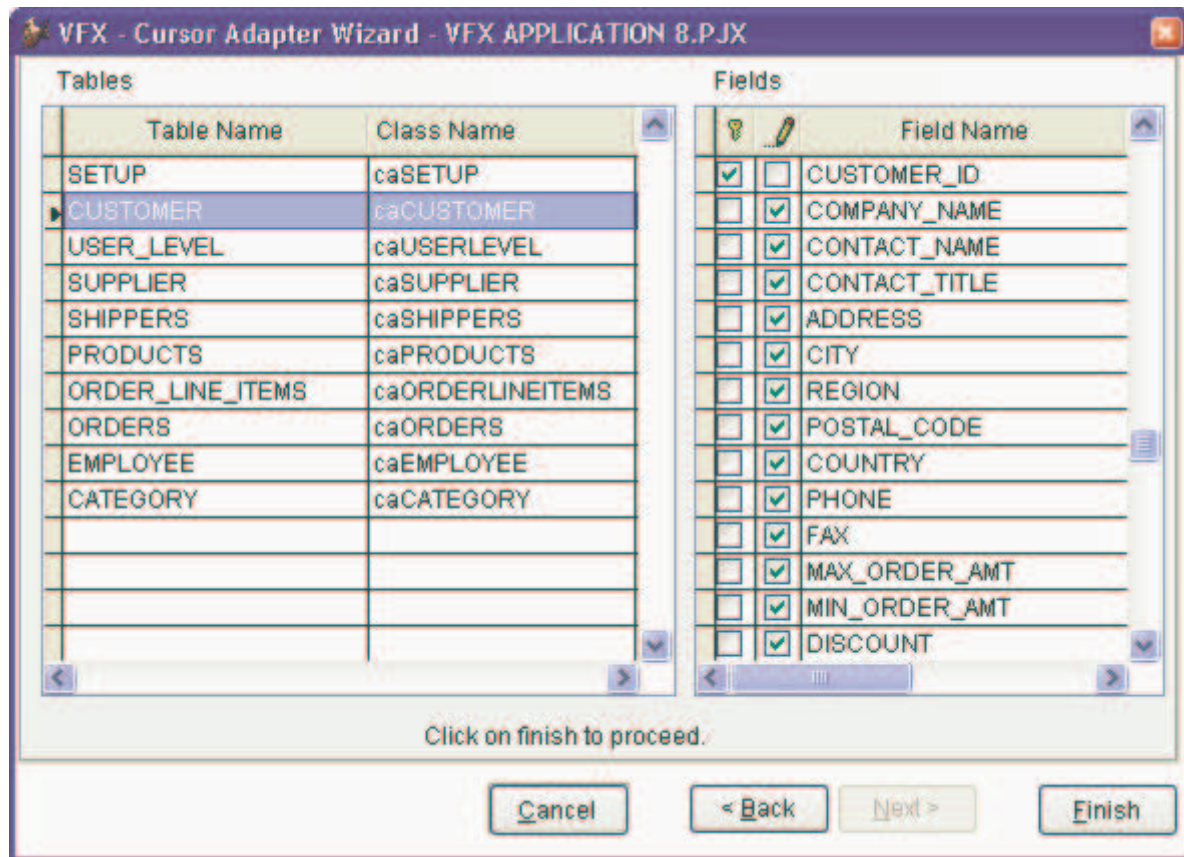 VFX - Cursor Adapter Wizard - VFX APPLICATION 8.PJX
Tables
Table Name Class Name
SETUP caSETUP
CUSTOMER caCUSTOMER
USER_LEVEL caUSERLEVEL
SUPPLIER caSUPPLIER
SHIPPERS caSHIPPERS
PRODUCTS caPRODUCTS
ORDER_LINE_ITEMS caORDERLINEITEMS
ORDERS caORDERS
EMPLOYEE caEMPLOYEE
CATEGORY caCATEGORY
Fields
Field Name
CUSTOMER_ID
COMPANY_NAME
CONTACT_NAME
CONTACT_TITLE
ADDRESS
CITY
REGION
POSTAL_CODE
COUNTRY
PHONE
FAX
MAX_ORDER_AMT
MIN_ORDER_AMT
DISCOUNT
Click on finish to proceed.
Cancel < Back Next > Finish